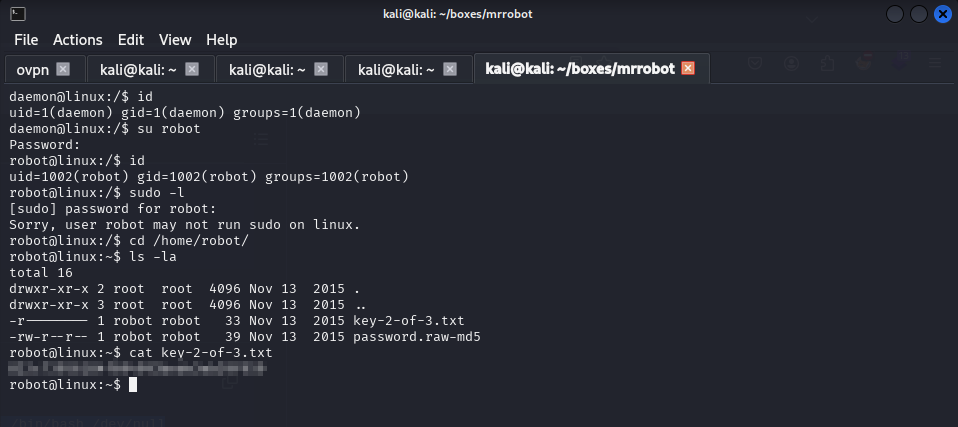 kali@kali: ~/boxes/mrrobot
File Actions Edit View Help
ovpn kali@kali: ~ kali@kali: ~ kali@kali: ~ kali@kali: ~/boxes/mrrobot
daemon@linux:/$ id
uid=1(daemon) gid=1(daemon) groups=1(daemon)
daemon@linux:/$ su robot
Password:
robot@linux:/$ id
uid=1002(robot) gid=1002(robot) groups=1002(robot)
robot@linux:/$ sudo -l
[sudo] password for robot:
Sorry, user robot may not run sudo on linux.
robot@linux:/$ cd /home/robot/
robot@linux:~$ ls -la
total 16
drwxr-xr-x 2 root  root  4096 Nov 13  2015 .
drwxr-xr-x 3 root  root  4096 Nov 13  2015 ..
-r-------- 1 robot robot   33 Nov 13  2015 key-2-of-3.txt
-rw-r--r-- 1 robot robot   39 Nov 13  2015 password.raw-md5
robot@linux:~$ cat key-2-of-3.txt
robot@linux:~$